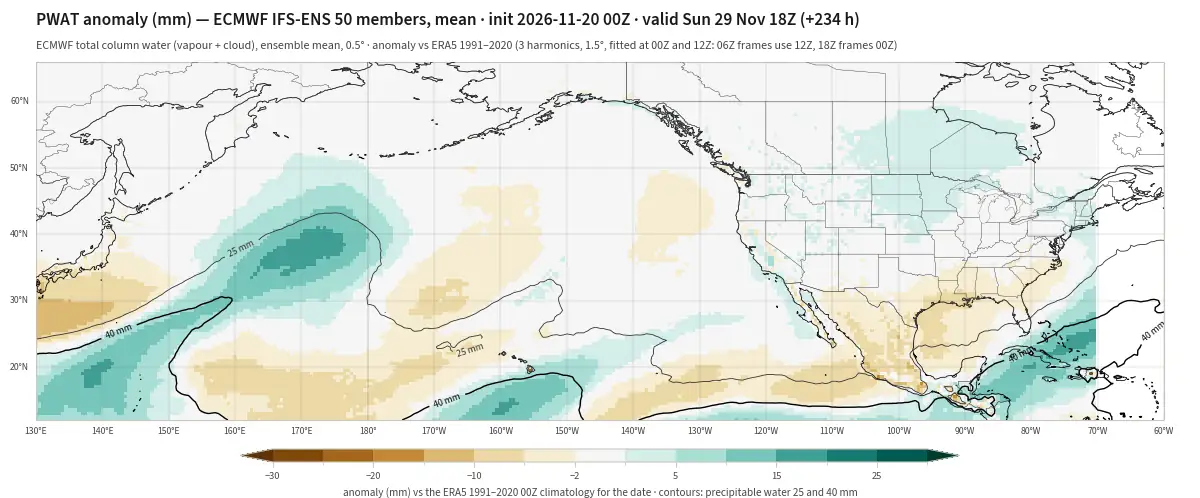 PWAT anomaly (mm) — ECMWF IFS-ENS 50 members, mean · init 2026-11-20 00Z · valid Sun 29 Nov 18Z (+234 h)
ECMWF total column water (vapour + cloud), ensemble mean, 0.5° · anomaly vs ERA5 1991–2020 (3 harmonics, 1.5°, fitted at 00Z and 12Z: 06Z frames use 12Z, 18Z frames 00Z)
60°N
50°N
40°N
30°N
20°N
25 mm
40 mm
25 mm
40 mm
40 mm
40 mm
130°E 140°E 150°E 160°E 170°E 180° 170°W 160°W 150°W 140°W 130°W 120°W 110°W 100°W 90°W 80°W 70°W 60°W
−30 −20 −10 −2 5 15 25
anomaly (mm) vs the ERA5 1991–2020 00Z climatology for the date · contours: precipitable water 25 and 40 mm